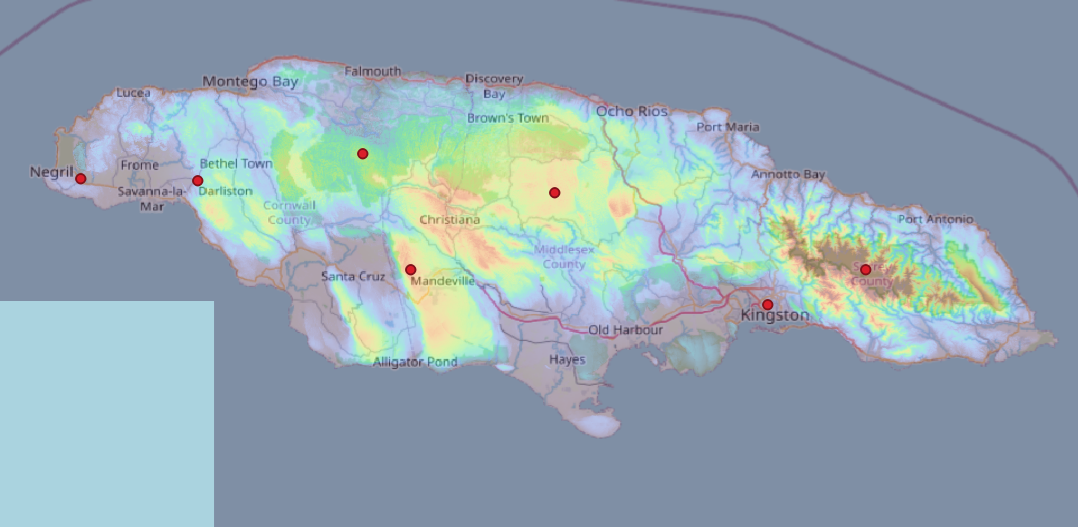 Montego Bay
Falmouth
Discovery
Bay
Lucea
Brown's Town
Ocho Rios
Port Maria
Negril
Frome
Bethel Town
Annotto Bay
Savanna-la-
Mar
Darliston
Cornwall
County
Christiana
Port Antonio
Middlesex
County
Santa Cruz
Mandeville
Surrey
County
Kingston
Old Harbour
Alligator Pond
Hayes